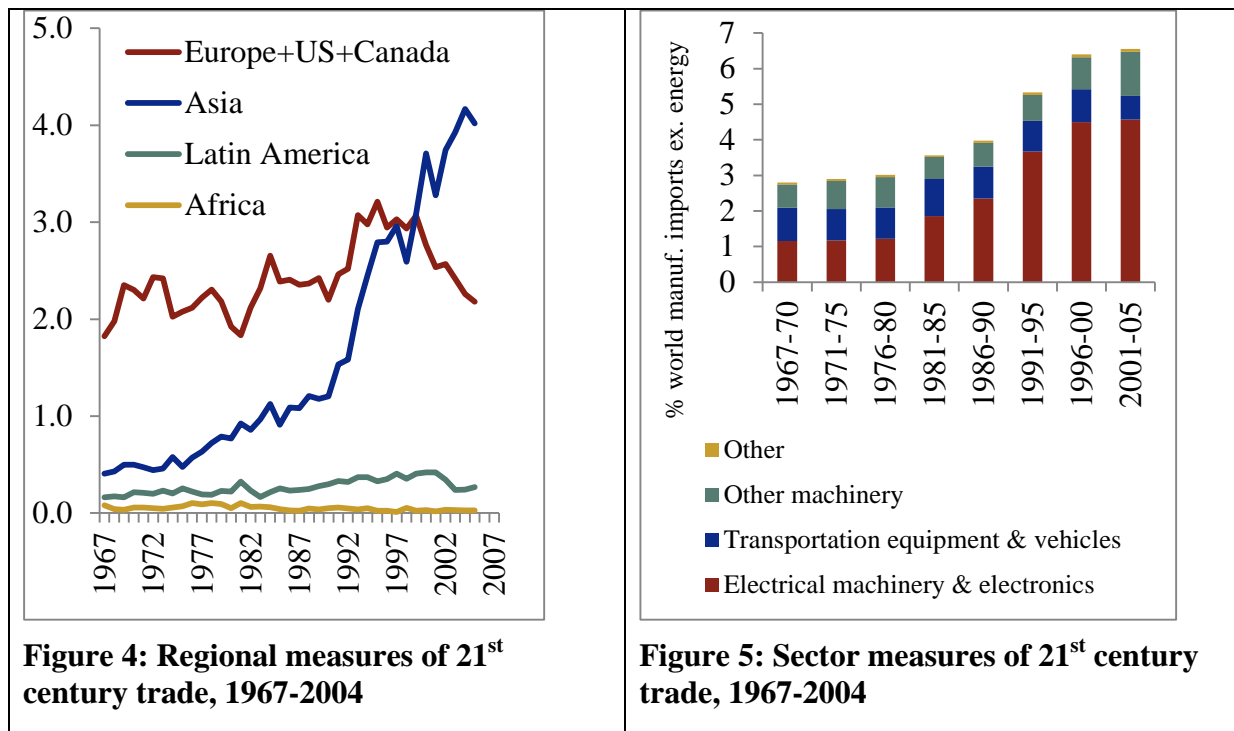 5.0
4.0
3.0
2.0
1.0
0.0
Europe+US+Canada
Asia
Latin America
Africa
1967
1972
1977
1982
1987
1992
1997
2002
2007
Figure 4: Regional measures of 21st
century trade, 1967-2004
% world manuf. imports ex. energy
7
6
5
4
3
2
1
0
1967-70
1971-75
1976-80
1981-85
1986-90
1991-95
1996-00
2001-05
Other
Other machinery
Transportation equipment & vehicles
Electrical machinery & electronics
Figure 5: Sector measures of 21st century
trade, 1967-2004